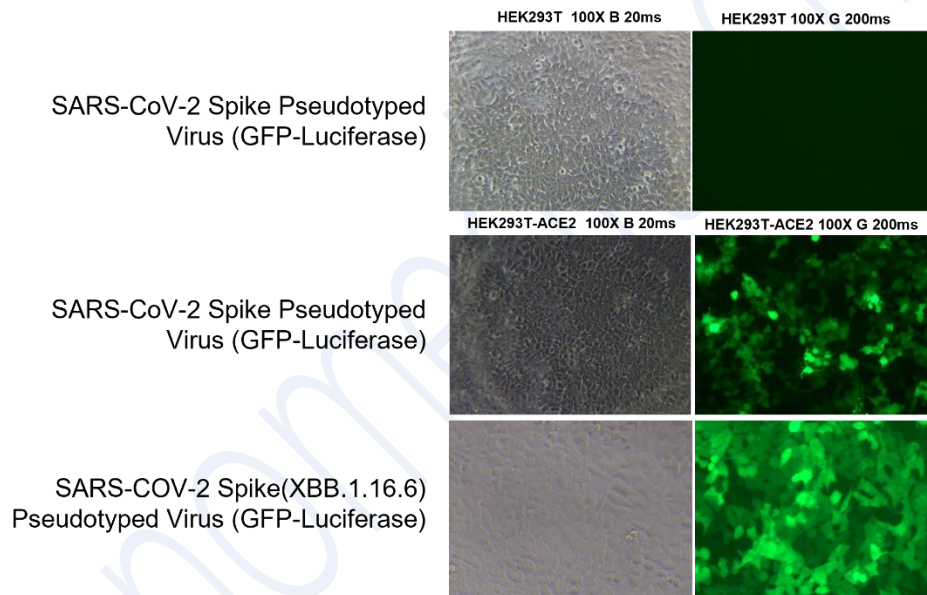 HEK293T 100X B 20ms
HEK293T 100X G 200ms
SARS-CoV-2 Spike Pseudotyped
Virus (GFP-Luciferase)
HEK293T-ACE2 100X B 20ms
HEK293T-ACE2 100X G 200ms
SARS-CoV-2 Spike Pseudotyped
Virus (GFP-Luciferase)
SARS-COV-2 Spike(XBB.1.16.6)
Pseudotyped Virus (GFP-Luciferase)